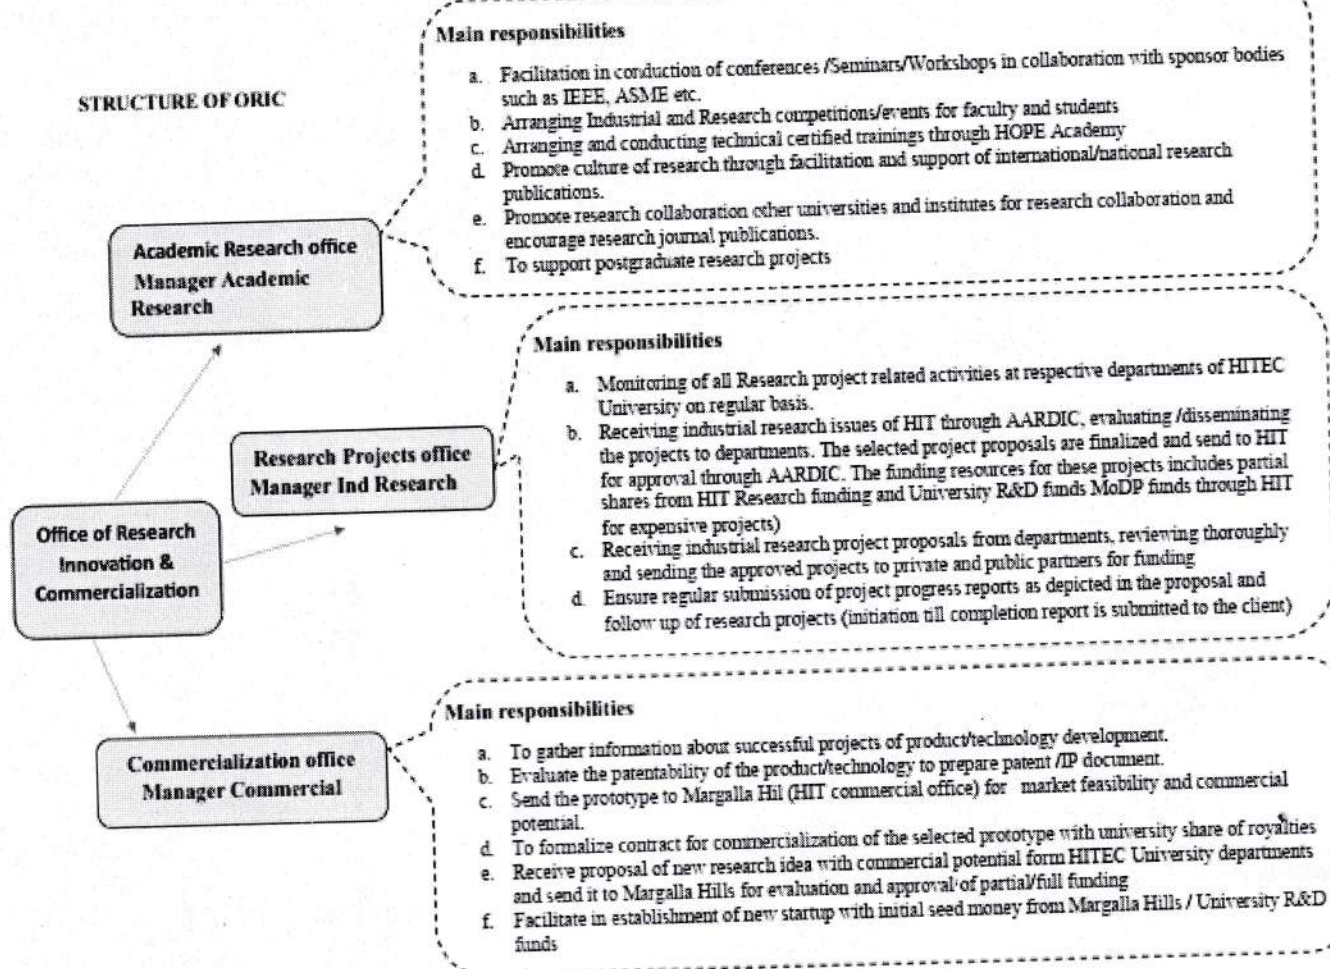 STRUCTURE OF ORIC
Academic Research office
Manager Academic
Research
Main responsibilities
a. Facilitation in conduction of conferences /Seminars/Workshops in collaboration with sponsor bodies
such as IEEE, ASME etc.
b. Arranging Industrial and Research competitions/events for faculty and students
c. Arranging and conducting technical certified trainings through HOPE Academy
d. Promote culture of research through facilitation and support of international/national research
publications.
e. Promote research collaboration other universities and institutes for research collaboration and
encourage research journal publications.
f. To support postgraduate research projects
Research Projects office
Manager Ind Research
Main responsibilities
a. Monitoring of all Research project related activities at respective departments of HITEC
University on regular basis.
b. Receiving industrial research issues of HIT through AARDIC, evaluating /disseminating
the projects to departments. The selected project proposals are finalized and send to HIT
for approval through AARDIC. The funding resources for these projects includes partial
shares from HIT Research funding and University R&D funds MoDP funds through HIT
for expensive projects)
c. Receiving industrial research project proposals from departments, reviewing thoroughly
and sending the approved projects to private and public partners for funding
d. Ensure regular submission of project progress reports as depicted in the proposal and
follow up of research projects (initiation till completion report is submitted to the client)
Office of Research
Innovation &
Commercialization
Commercialization office
Manager Commercial
Main responsibilities
a. To gather information about successful projects of product/technology development.
b. Evaluate the patentability of the product/technology to prepare patent /IP document.
c. Send the prototype to Margalla Hil (HIT commercial office) for market feasibility and commercial
potential.
d. To formalize contract for commercialization of the selected prototype with university share of royalties
e. Receive proposal of new research idea with commercial potential form HITEC University departments
and send it to Margalla Hills for evaluation and approval of partial/full funding
f. Facilitate in establishment of new startup with initial seed money from Margalla Hills / University R&D
funds